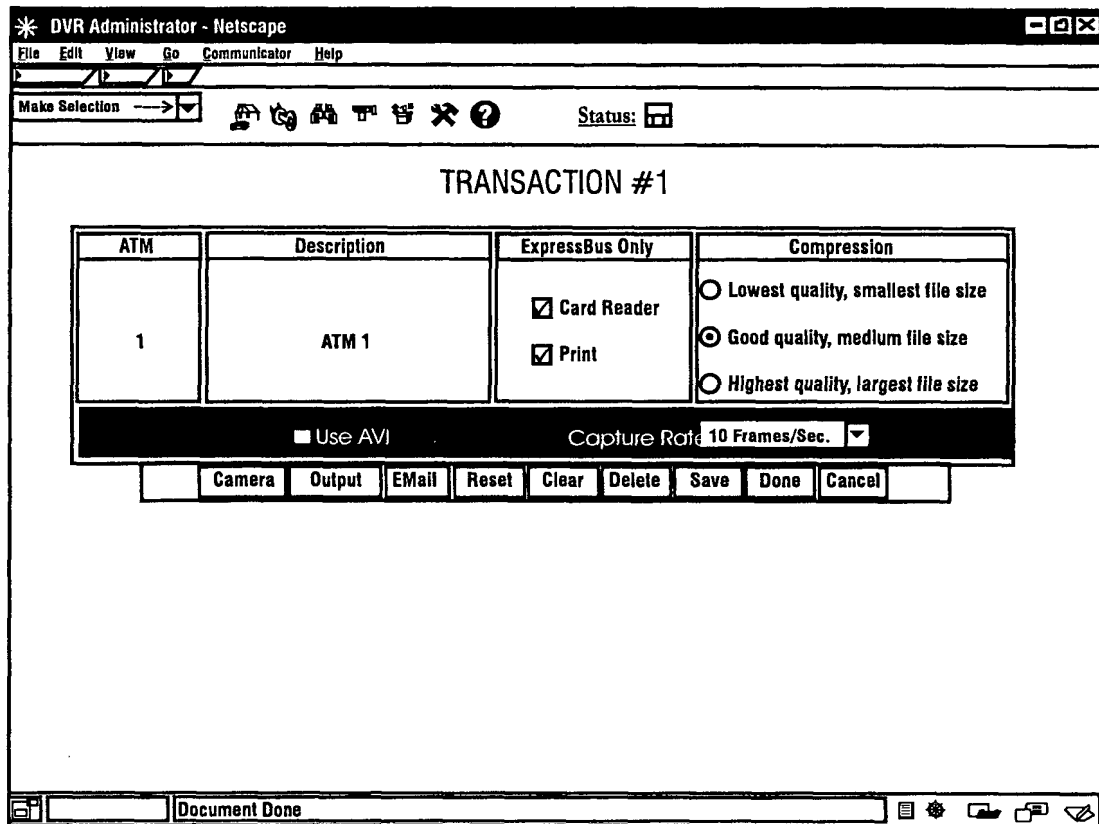 DVR Administrator - Netscape
File Edit View Go Communicator Help
Make Selection --->
Status:
TRANSACTION #1
ATM Description ExpressBus Only Compression
Lowest quality, smallest file size
Card Reader
1 ATM 1 Good quality, medium file size
Print
Highest quality, largest file size
Use AVI Capture Rate 10 Frames/Sec.
Camera Output EMail Reset Clear Delete Save Done Cancel
Document Done